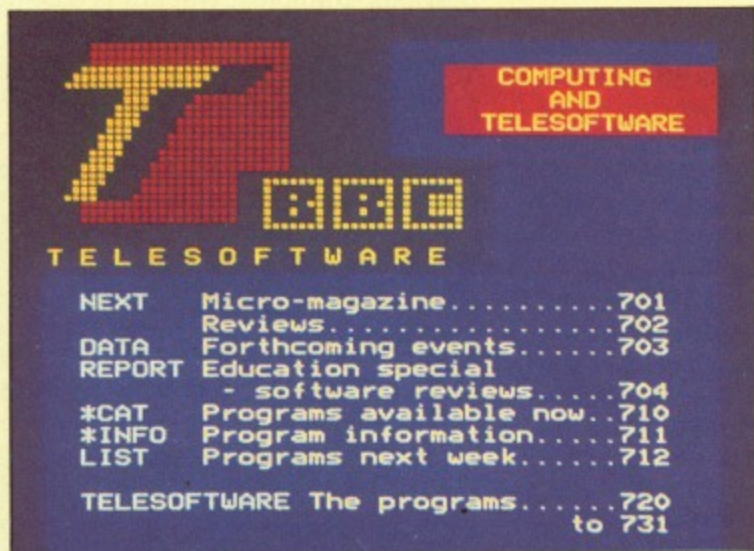 COMPUTING
AND
TELESOFTWARE
T
BBC
TELESOFTWARE
NEXT Micro-magazine..........701
Reviews.................702
DATA Forthcoming events......703
REPORT Education special
- software reviews.....704
*CAT Programs available now..710
*INFO Program information.....711
LIST Programs next week......712
TELESOFTWARE The programs......720
to 731